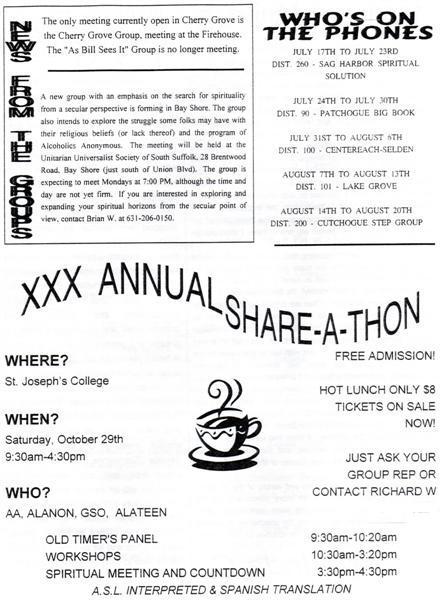 NEWS FROM THE GROUPS
The only meeting currently open in Cherry Grove is
the Cherry Grove Group, meeting at the Firehouse.
The "As Bill Sees It" Group is no longer meeting.
A new group with an emphasis on the search for spirituality
from a secular perspective is forming in Bay Shore. The group
also intends to explore the struggle some folks may have with
their religious beliefs (or lack thereof) and the program of
Alcoholics Anonymous. The meeting will be held at the
Unitarian Universalist Society of South Suffolk, 28 Brentwood
Road, Bay Shore (just south of Union Blvd). The group is
expecting to meet Mondays at 7:00 PM, although the time and
day are not yet firm. If you are interested in exploring and
expanding your spiritual horizons from the secular point of
view, contact Brian W. at 631-206-0150.
WHO'S ON
THE PHONES
JULY 17TH TO JULY 23RD
DIST. 260 - SAG HARBOR SPIRITUAL
SOLUTION
JULY 24TH TO JULY 30TH
DIST. 90 - PATCHOGUE BIG BOOK
JULY 31ST TO AUGUST 6TH
DIST. 100 - CENTEREACH-SELDEN
AUGUST 7TH TO AUGUST 13TH
DIST. 101 - LAKE GROVE
AUGUST 14TH TO AUGUST 20TH
DIST. 200 - CUTCHOGUE STEP GROUP
XXX ANNUAL SHARE-A-THON
WHERE?
St. Joseph's College
WHEN?
Saturday, October 29th
9:30am-4:30pm
WHO?
AA, ALANON, GSO, ALATEEN
FREE ADMISSION!
HOT LUNCH ONLY $8
TICKETS ON SALE
NOW!
JUST ASK YOUR
GROUP REP OR
CONTACT RICHARD W
OLD TIMER'S PANEL 9:30am-10:20am
WORKSHOPS 10:30am-3:20pm
SPIRITUAL MEETING AND COUNTDOWN 3:30pm-4:30pm
A.S.L. INTERPRETED & SPANISH TRANSLATION